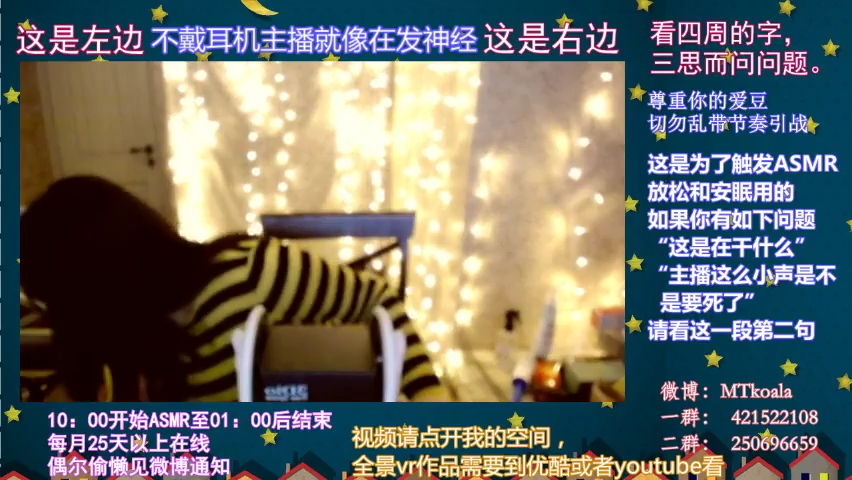 这是左边 不戴耳机主播就像在发神经 这是右边
看四周的字，
三思而问问题。
尊重你的爱豆
切勿乱带节奏引战
这是为了触发ASMR
放松和安眠用的
如果你有如下问题
“这是在干什么”
“主播这么小声是不
是要死了”
请看这一段第二句
微博：MTkoala
一群： 421522108
二群： 250696659
10：00开始ASMR至01：00后结束
每月25天以上在线
偶尔偷懒见微博通知
视频请点开我的空间，
全景vr作品需要到优酷或者youtube看